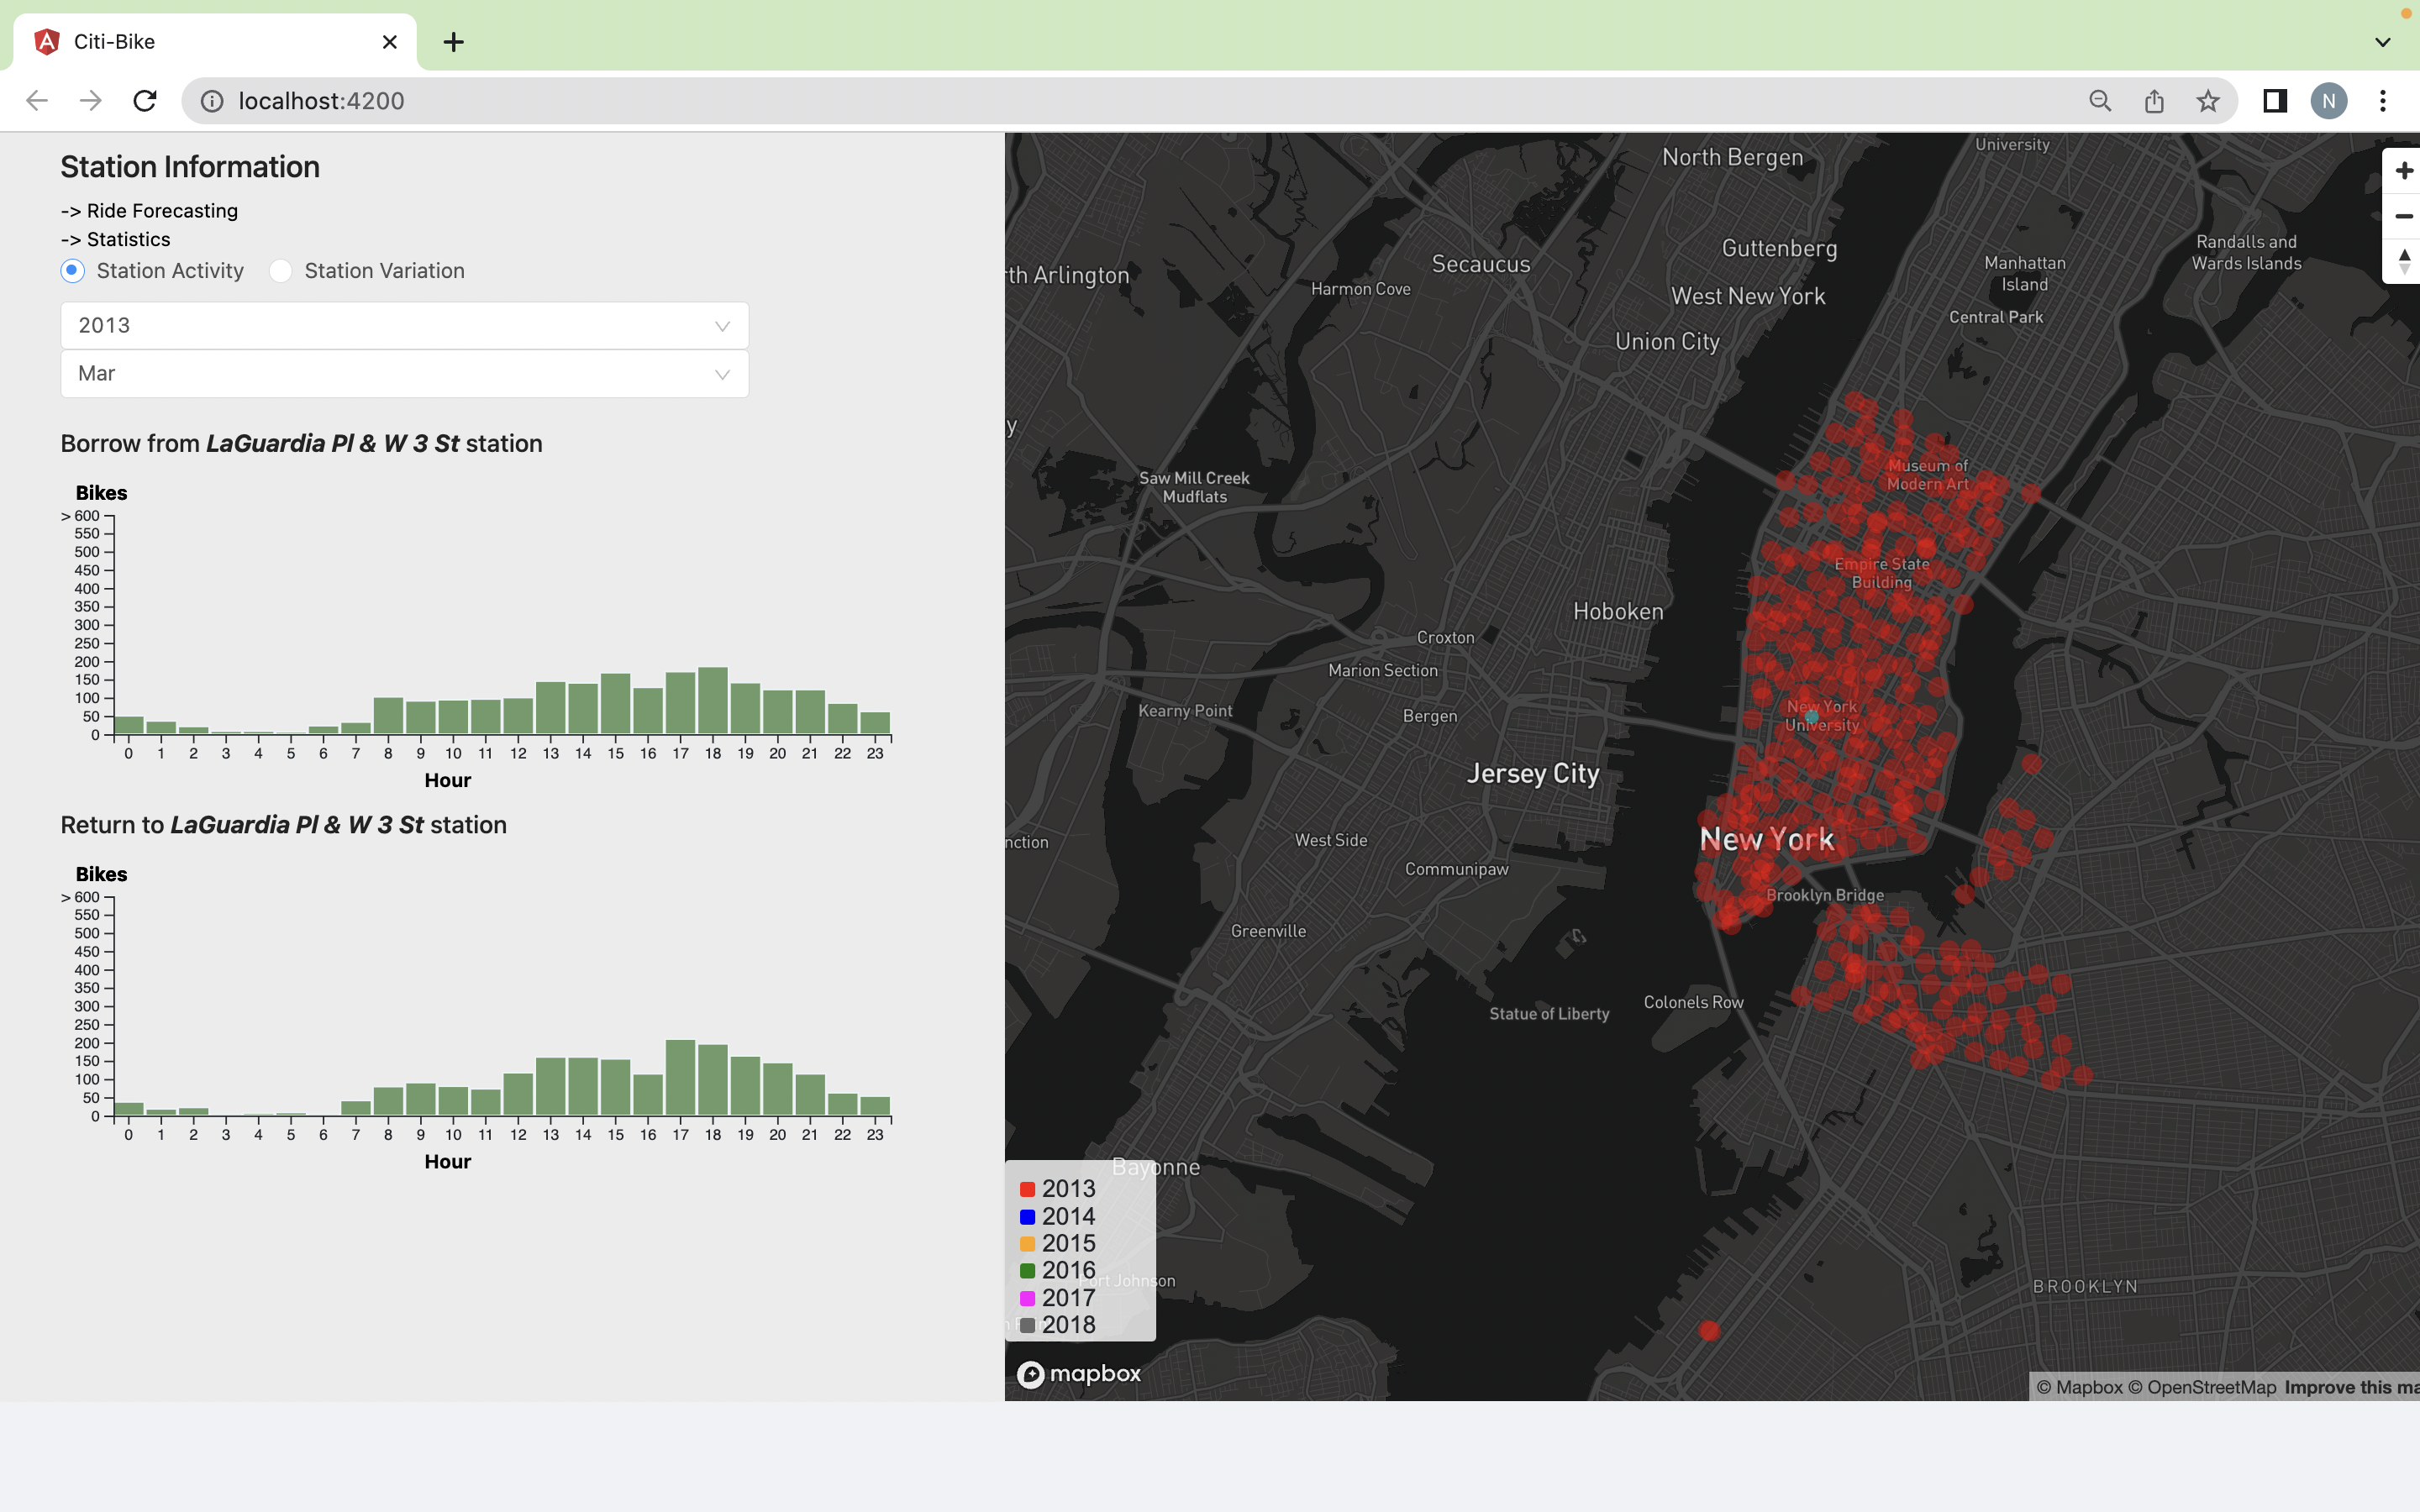 Citi-Bike
localhost:4200
N
Station Information
-> Ride Forecasting
-> Statistics
Station Activity
Station Variation
2013
Mar
Borrow from LaGuardia Pl & W 3 St station
Bikes
> 600
550
500
450
400
350
300
250
200
150
100
50
0
0 1 2 3 4 5 6 7 8 9 10 11 12 13 14 15 16 17 18 19 20 21 22 23
Hour
Return to LaGuardia Pl & W 3 St station
Bikes
> 600
550
500
450
400
350
300
250
200
150
100
50
0
0 1 2 3 4 5 6 7 8 9 10 11 12 13 14 15 16 17 18 19 20 21 22 23
Hour
University
North Bergen
Guttenberg
Randalls and
Wards Islands
Secaucus
Manhattan
Island
th Arlington
Harmon Cove
West New York
Central Park
Union City
y
Museum of
Modern Art
Saw Mill Creek
Mudflats
Empire State
Building
Hoboken
Croxton
Marion Section
Kearny Point
Bergen
New York
University
Jersey City
New York
West Side
nction
Communipaw
Brooklyn Bridge
Greenville
Colonels Row
Statue of Liberty
Bayonne
2013
2014
2015
2016
Port Johnson
2017
2018
BROOKLYN
mapbox
© Mapbox © OpenStreetMap Improve this ma